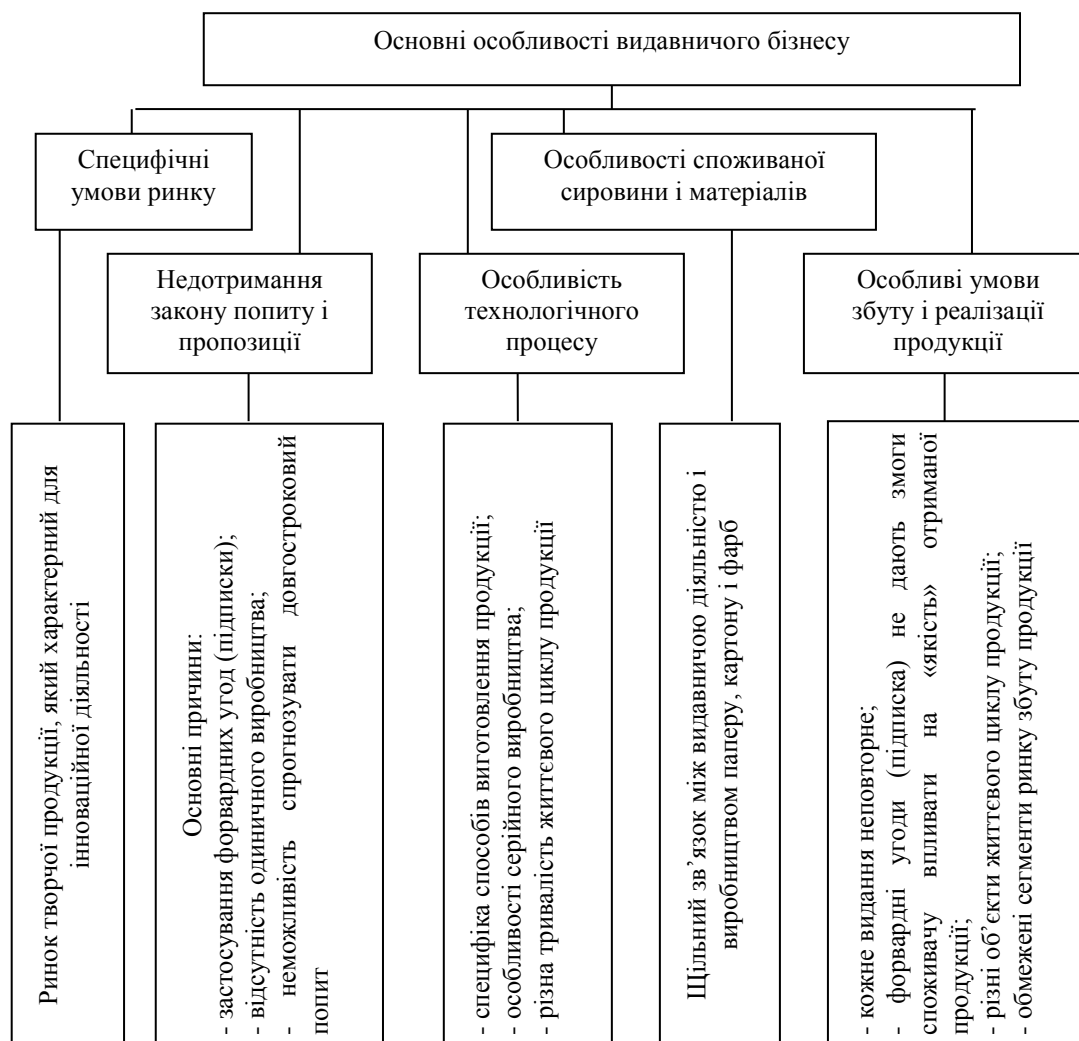 Основні особливості видавничого бізнесу
Специфічні
умови ринку
Особливості споживаної
сировини і матеріалів
Недотримання
закону попиту і
пропозиції
Особливість
технологічного
процесу
Особливі умови
збуту і реалізації
продукції
Ринок творчої продукції, який характерний для
інноваційної діяльності
Основні причини:
- застосування форвардних угод (підписки);
- відсутність одиничного виробництва;
- неможливість спрогнозувати довгостроковий
попит
- специфіка способів виготовлення продукції;
- особливості серійного виробництва;
- різна тривалість життєвого циклу продукції
Щільний зв’язок між видавничою діяльністю і
виробництвом паперу, картону і фарб
- кожне видання неповторне;
- форвардні угоди (підписка) не дають змоги
споживачу впливати на «якість» отриманої
продукції;
- різні об’єкти життєвого циклу продукції;
- обмежені сегменти ринку збуту продукції